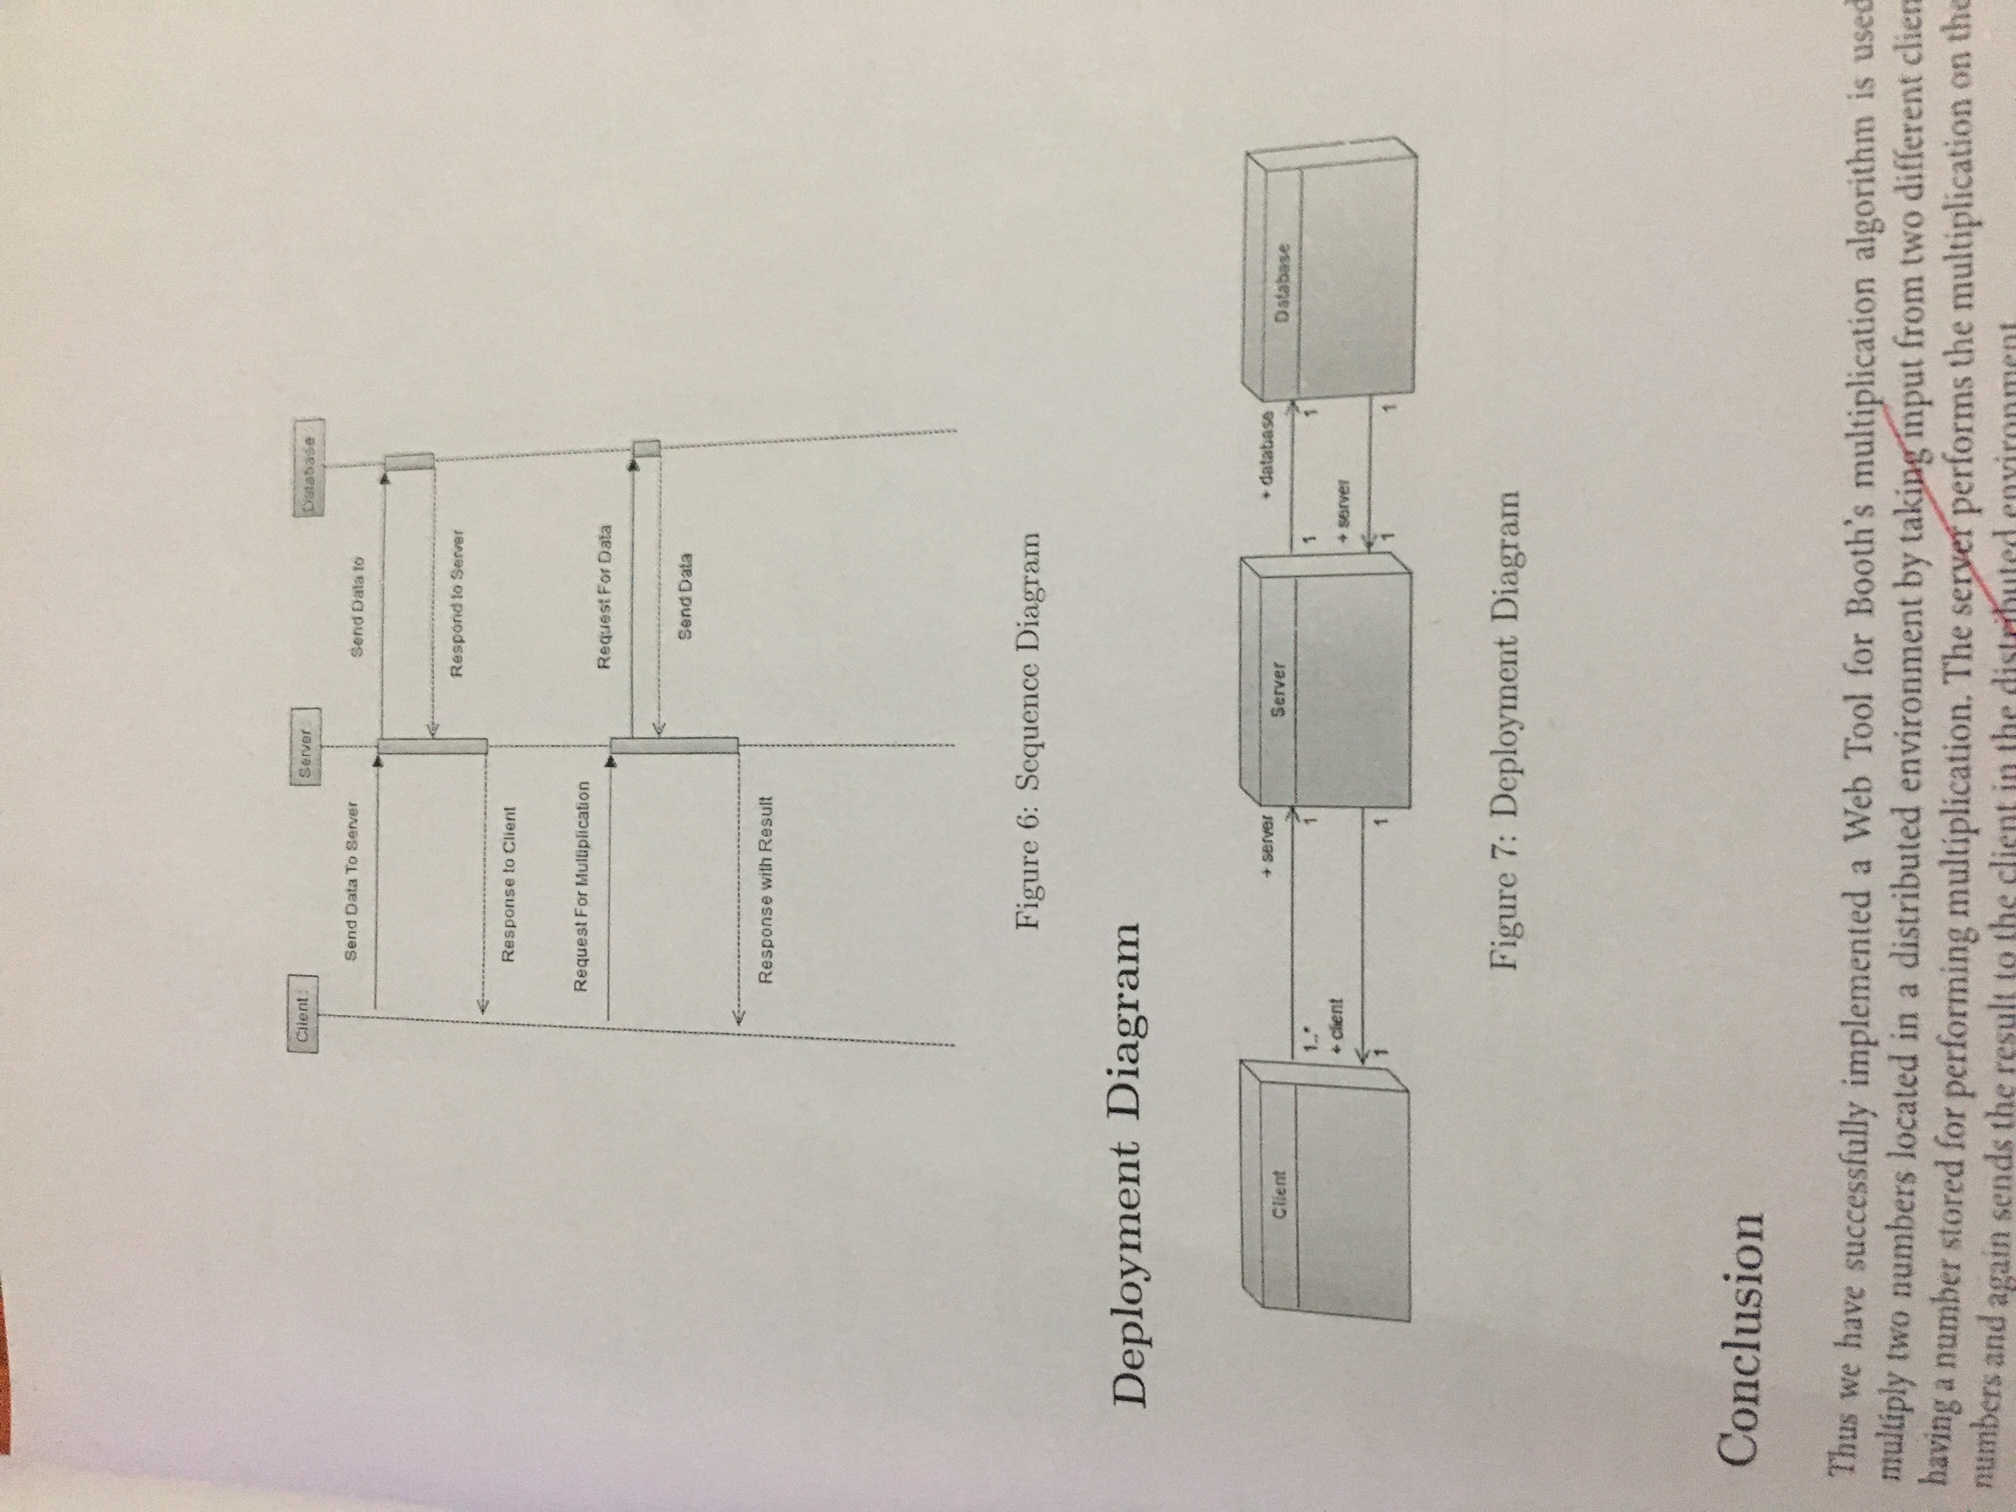 Client:
Server
Database
Send Data To Server
Send Data to
Respond to Server
Response to Client
Request For Multiplication
Request For Data
Send Data
Response with Result
Figure 6: Sequence Diagram
Deployment Diagram
Client
+ server
Server
+ database
Database
1..*
1
1
1
+ client
+ server
1
1
1
1
Figure 7: Deployment Diagram
Conclusion
Thus we have successfully implemented a Web Tool for Booth's multiplication algorithm is used
multiply two numbers located in a distributed environment by taking input from two different clien
having a number stored for performing multiplication. The server performs the multiplication on the
numbers and again sends the result to the client in the distributed environment